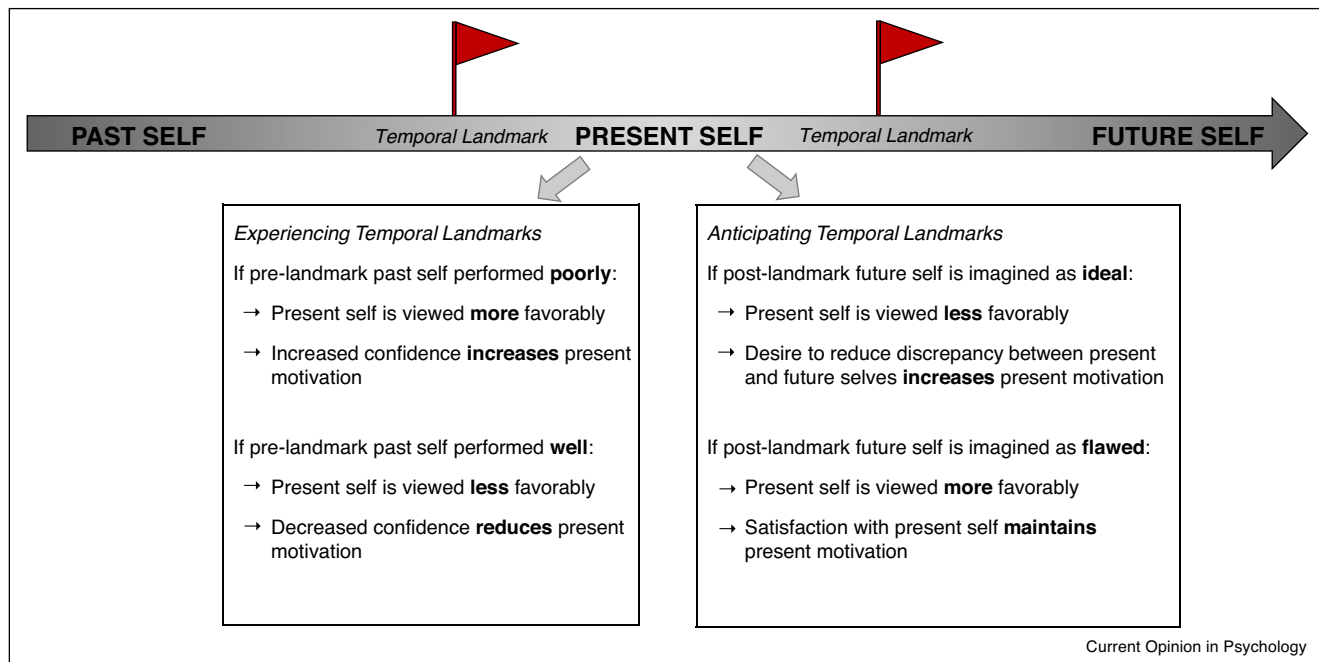 PAST SELF Temporal Landmark PRESENT SELF Temporal Landmark FUTURE SELF
Experiencing Temporal Landmarks
If pre-landmark past self performed poorly:
→ Present self is viewed more favorably
→ Increased confidence increases present
motivation
If pre-landmark past self performed well:
→ Present self is viewed less favorably
→ Decreased confidence reduces present
motivation
Anticipating Temporal Landmarks
If post-landmark future self is imagined as ideal:
→ Present self is viewed less favorably
→ Desire to reduce discrepancy between present
and future selves increases present motivation
If post-landmark future self is imagined as flawed:
→ Present self is viewed more favorably
→ Satisfaction with present self maintains
present motivation
Current Opinion in Psychology